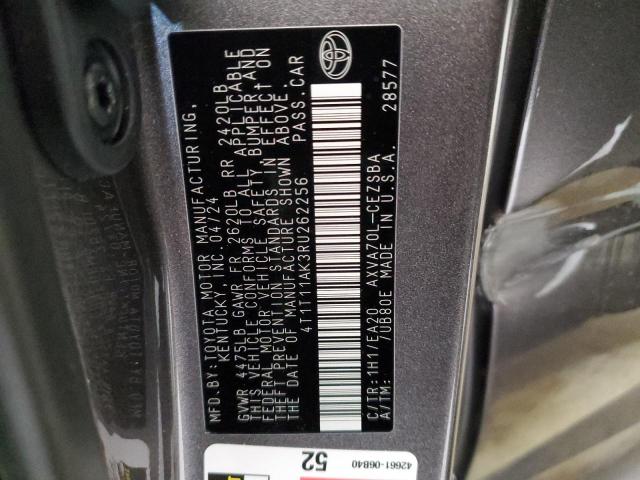 MFD. BY: TOYOTA MOTOR MANUFACTURING,
KENTUCKY, INC. 04/24
GVWR 4475LB GAWR FR 2620LB RR 2420LB
THIS VEHICLE CONFORMS TO ALL APPLICABLE
FEDERAL MOTOR VEHICLE SAFETY, BUMPER, AND
THEFT PREVENTION STANDARDS IN EFFECT ON
THE DATE OF MANUFACTURE SHOWN ABOVE.
4T1T11AK3RU262256 PASS. CAR
C/TR: 1H1/EA20 AXVA70L-CEZSBA
A/TM: 7UB80E MADE IN U.S.A. 28577
52
42661-06B40